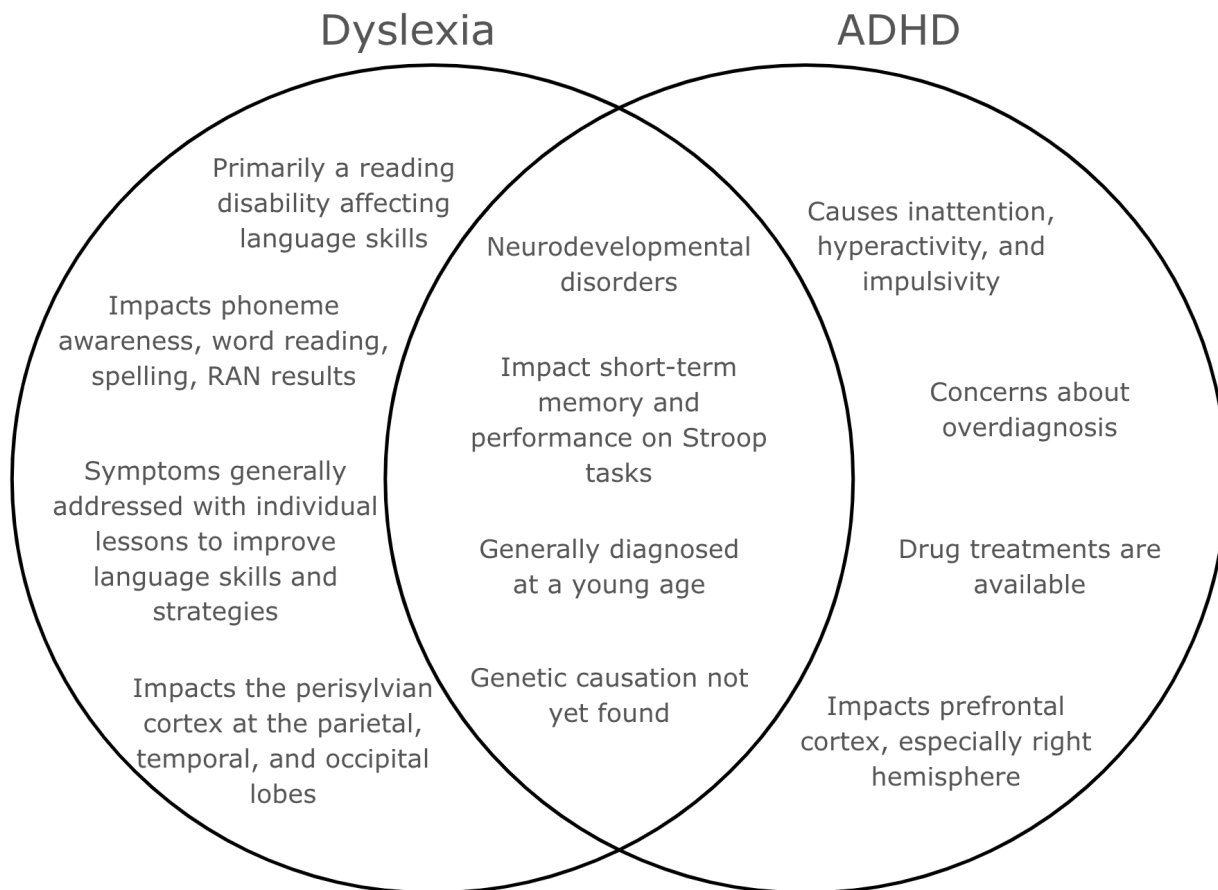 Dyslexia
ADHD
Primarily a reading
disability affecting
language skills
Impacts phoneme
awareness, word reading,
spelling, RAN results
Symptoms generally
addressed with individual
lessons to improve
language skills and
strategies
Impacts the perisylvian
cortex at the parietal,
temporal, and occipital
lobes
Neurodevelopmental
disorders
Impact short-term
memory and
performance on Stroop
tasks
Generally diagnosed
at a young age
Genetic causation not
yet found
Causes inattention,
hyperactivity, and
impulsivity
Concerns about
overdiagnosis
Drug treatments are
available
Impacts prefrontal
cortex, especially right
hemisphere